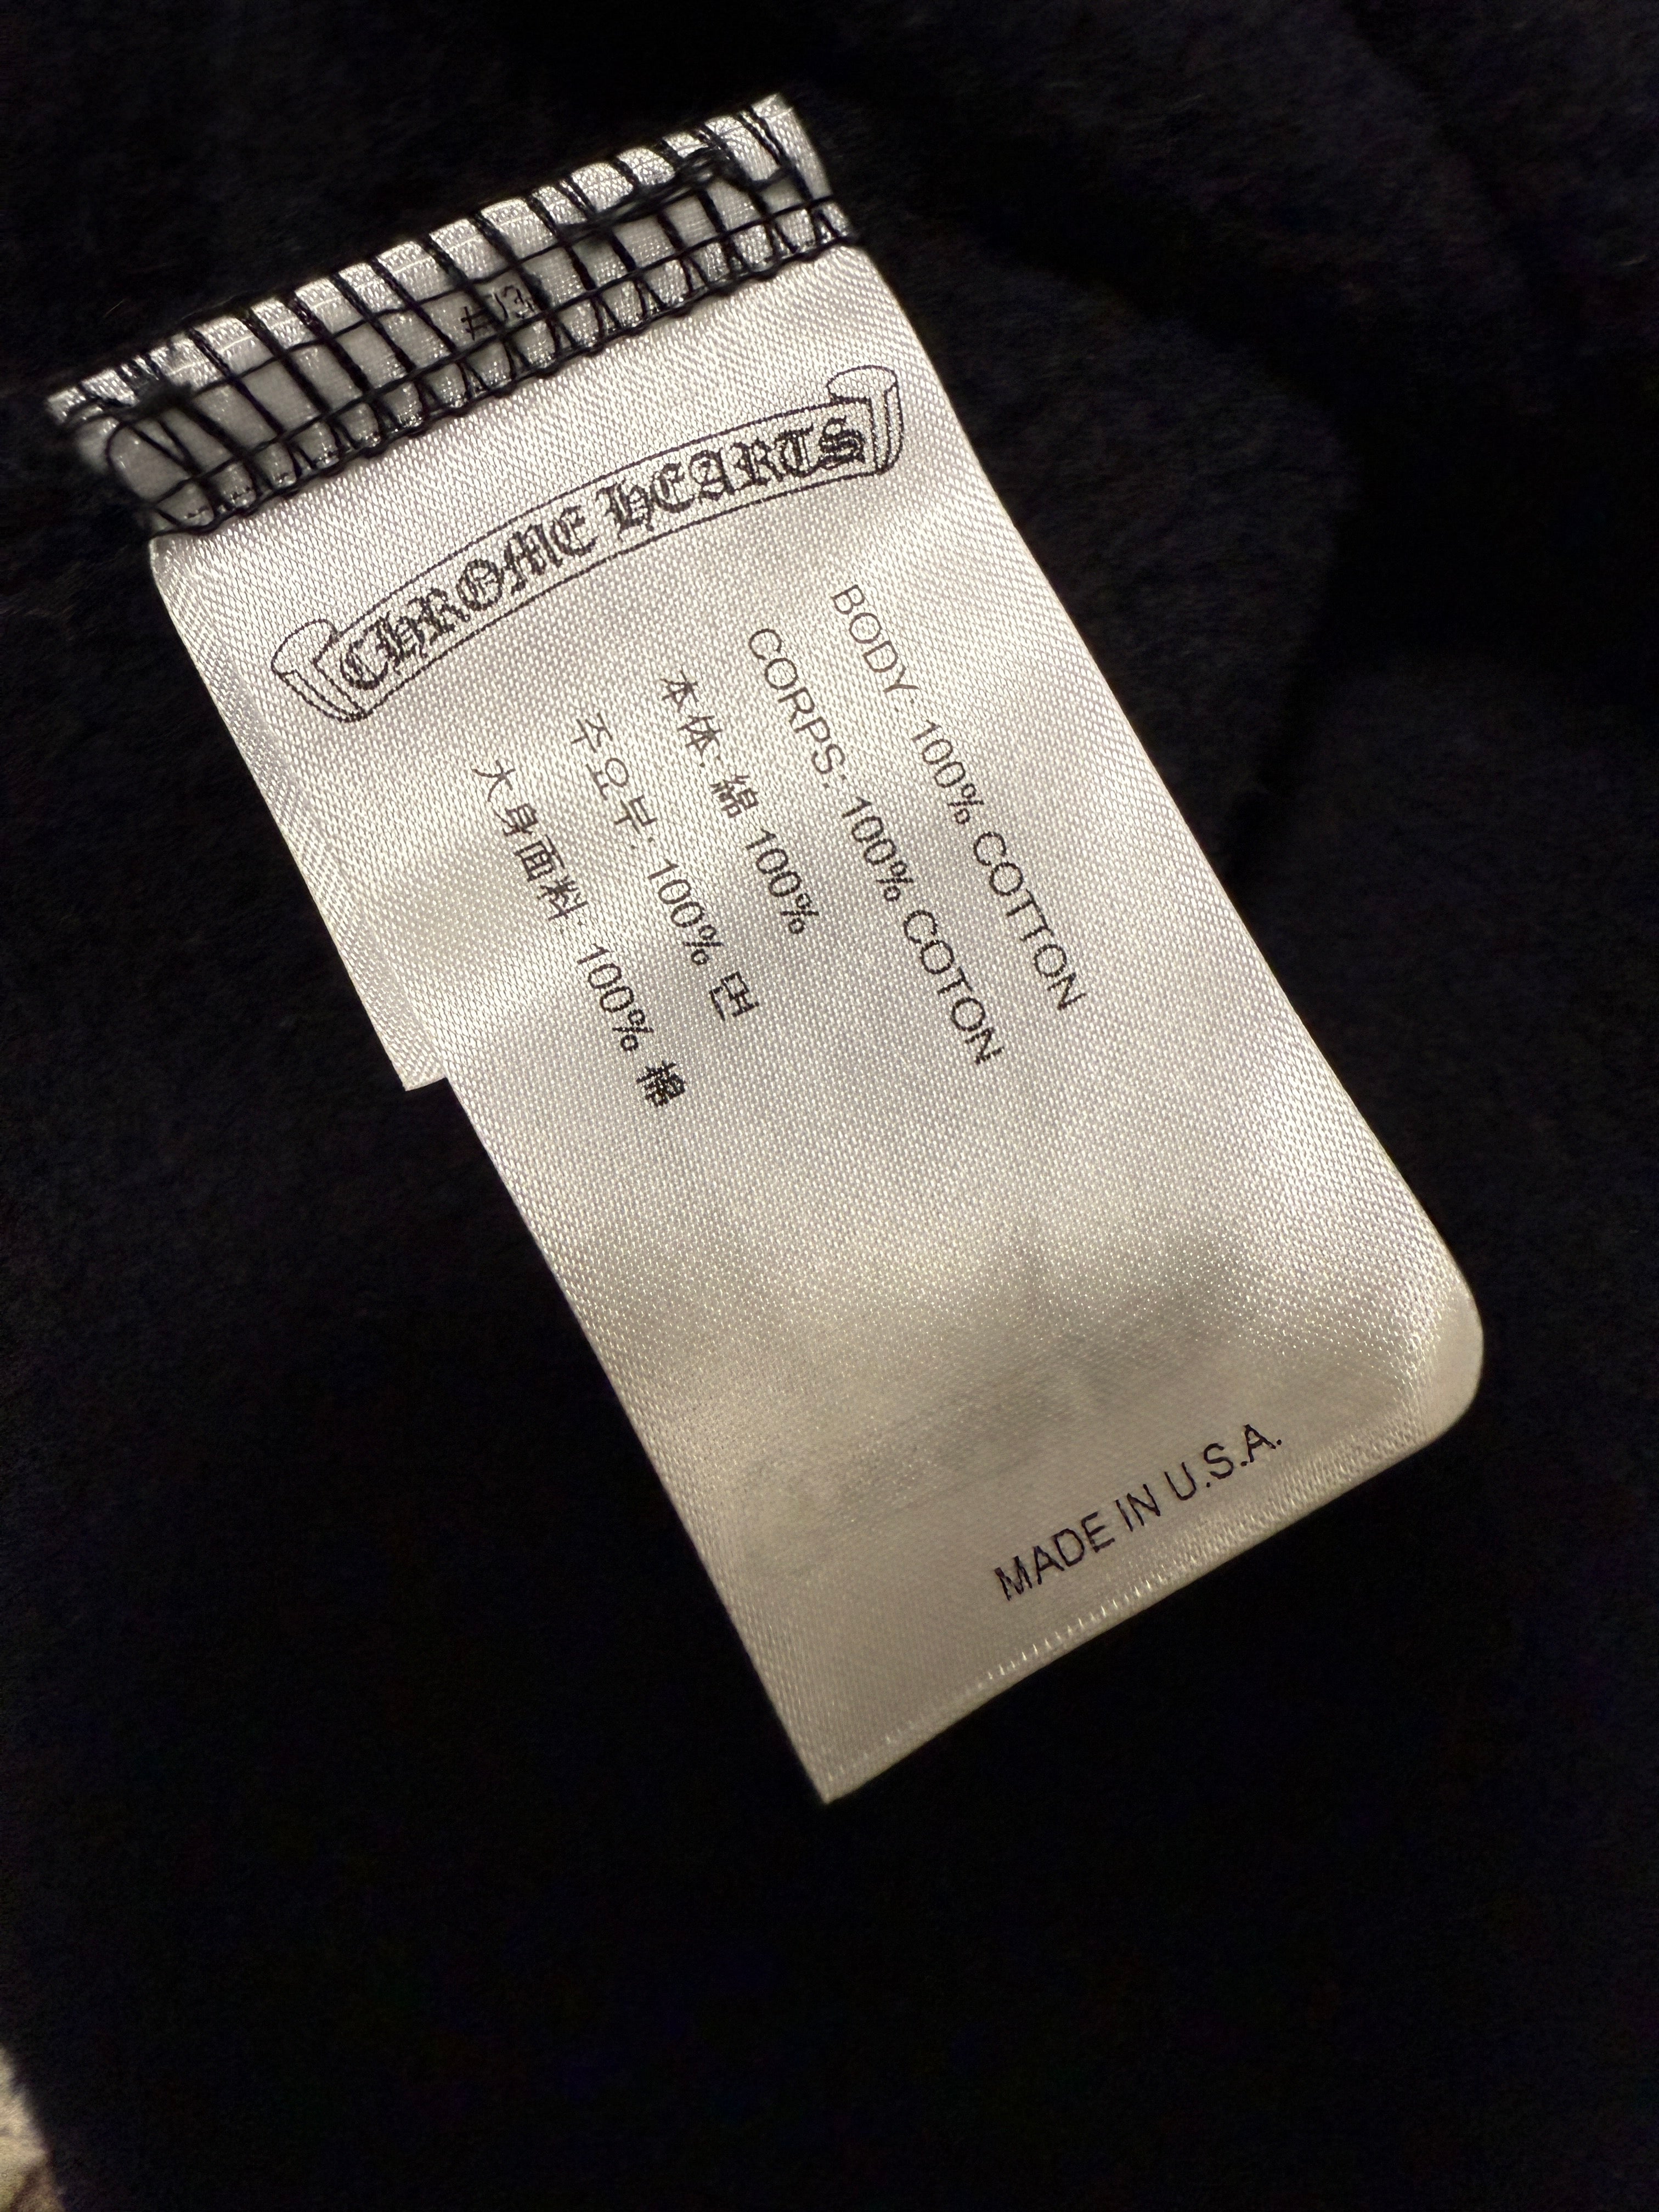 CHROME HEARTS
BODY: 100% COTTON
CORPS: 100% COTON
本体: 綿 100%
주요부: 100% 면
大身面料: 100% 棉
MADE IN U.S.A.